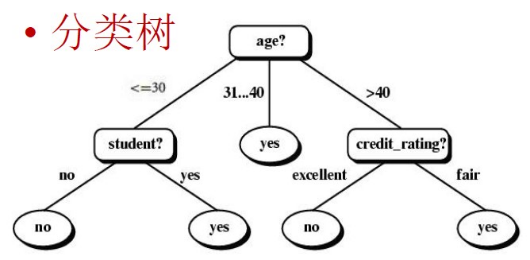 • 分类树
age?
<=30
31...40
>40
student?
yes
credit_rating?
no
yes
excellent
fair
no
yes
no
yes